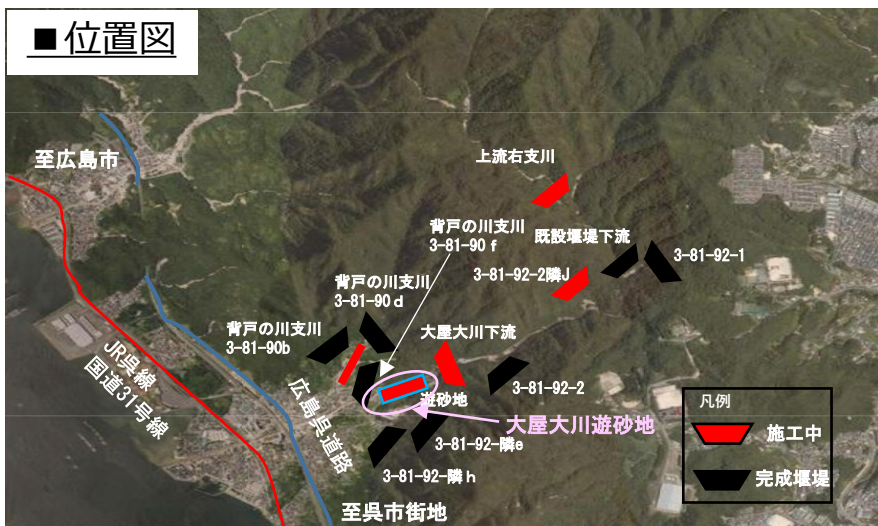 ■位置図
至広島市
上流右支川
背戸の川支川
3-81-90 f
既設堰堤下流
3-81-92-1
3-81-92-2隣J
背戸の川支川
3-81-90 d
背戸の川支川
3-81-90b
大屋大川下流
JR呉線
国道31号線
広島呉道路
3-81-92-2
遊砂地
大屋大川遊砂地
3-81-92-隣e
3-81-92-隣h
至呉市街地
凡例
施工中
完成堰堤